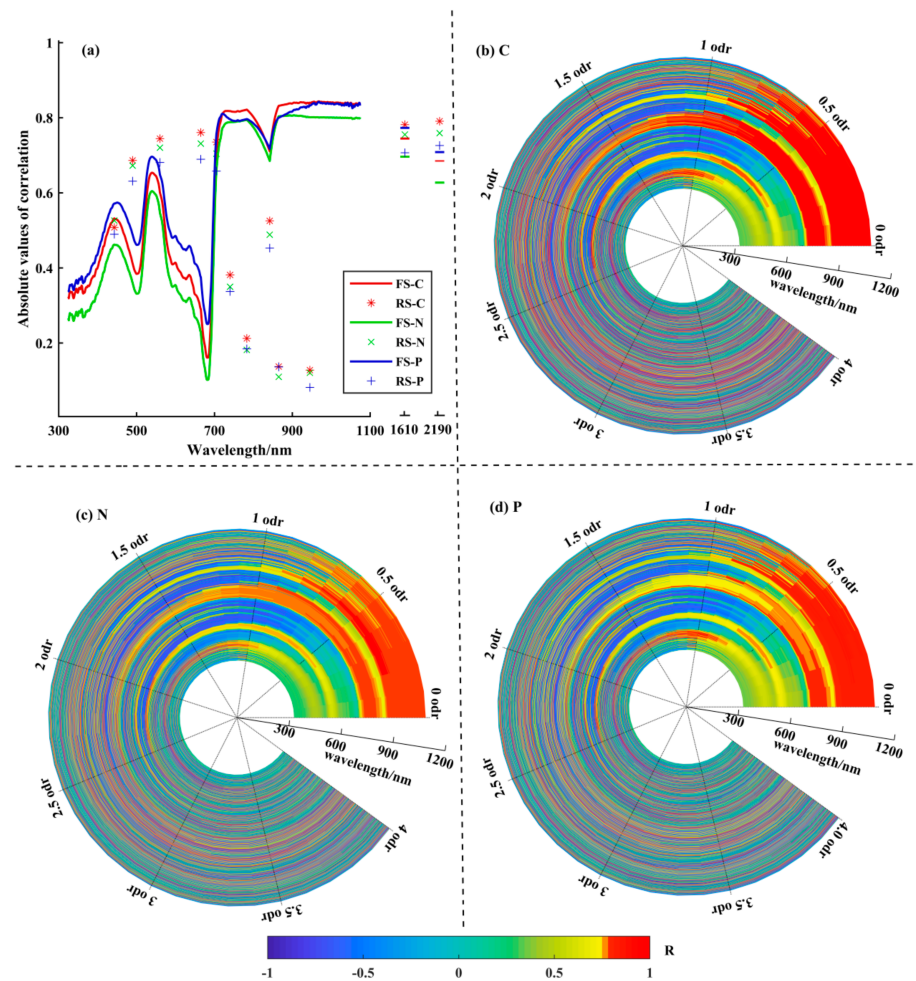 (a)
Absolute values of correlation
1
0.8
0.6
0.4
0.2
300
500
700
900
1100
1610
2190
Wavelength/nm
FS-C
RS-C
FS-N
RS-N
FS-P
RS-P
(b) C
0 odr
0.5 odr
1 odr
1.5 odr
2 odr
2.5 odr
3 odr
3.5 odr
4 odr
300
600
900
1200
wavelength/nm
(c) N
0 odr
0.5 odr
1 odr
1.5 odr
2 odr
2.5 odr
3 odr
3.5 odr
4 odr
300
600
900
1200
wavelength/nm
(d) P
0 odr
0.5 odr
1 odr
1.5 odr
2 odr
2.5 odr
3 odr
3.5 odr
4.0 odr
300
600
900
1200
wavelength/nm
R
-1
-0.5
0
0.5
1